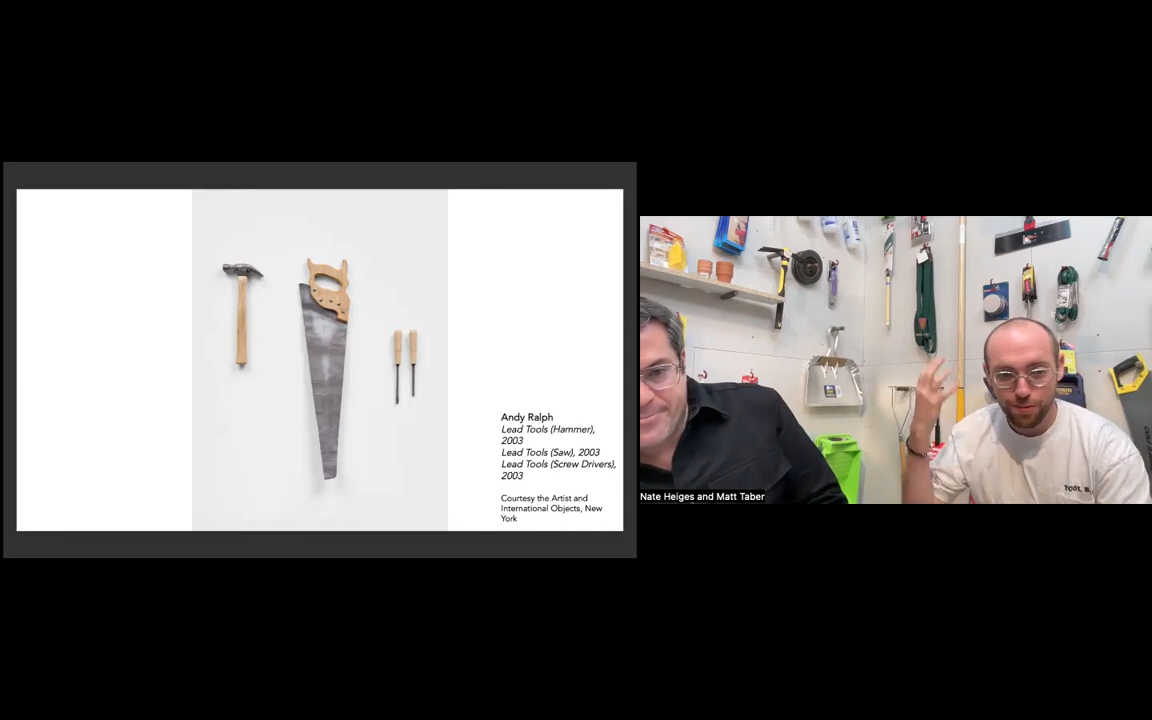 Andy Ralph
Lead Tools (Hammer),
2003
Lead Tools (Saw), 2003
Lead Tools (Screw Drivers),
2003
Courtesy the Artist and
International Objects, New
York
Nate Heiges and Matt Taber
TOOL B